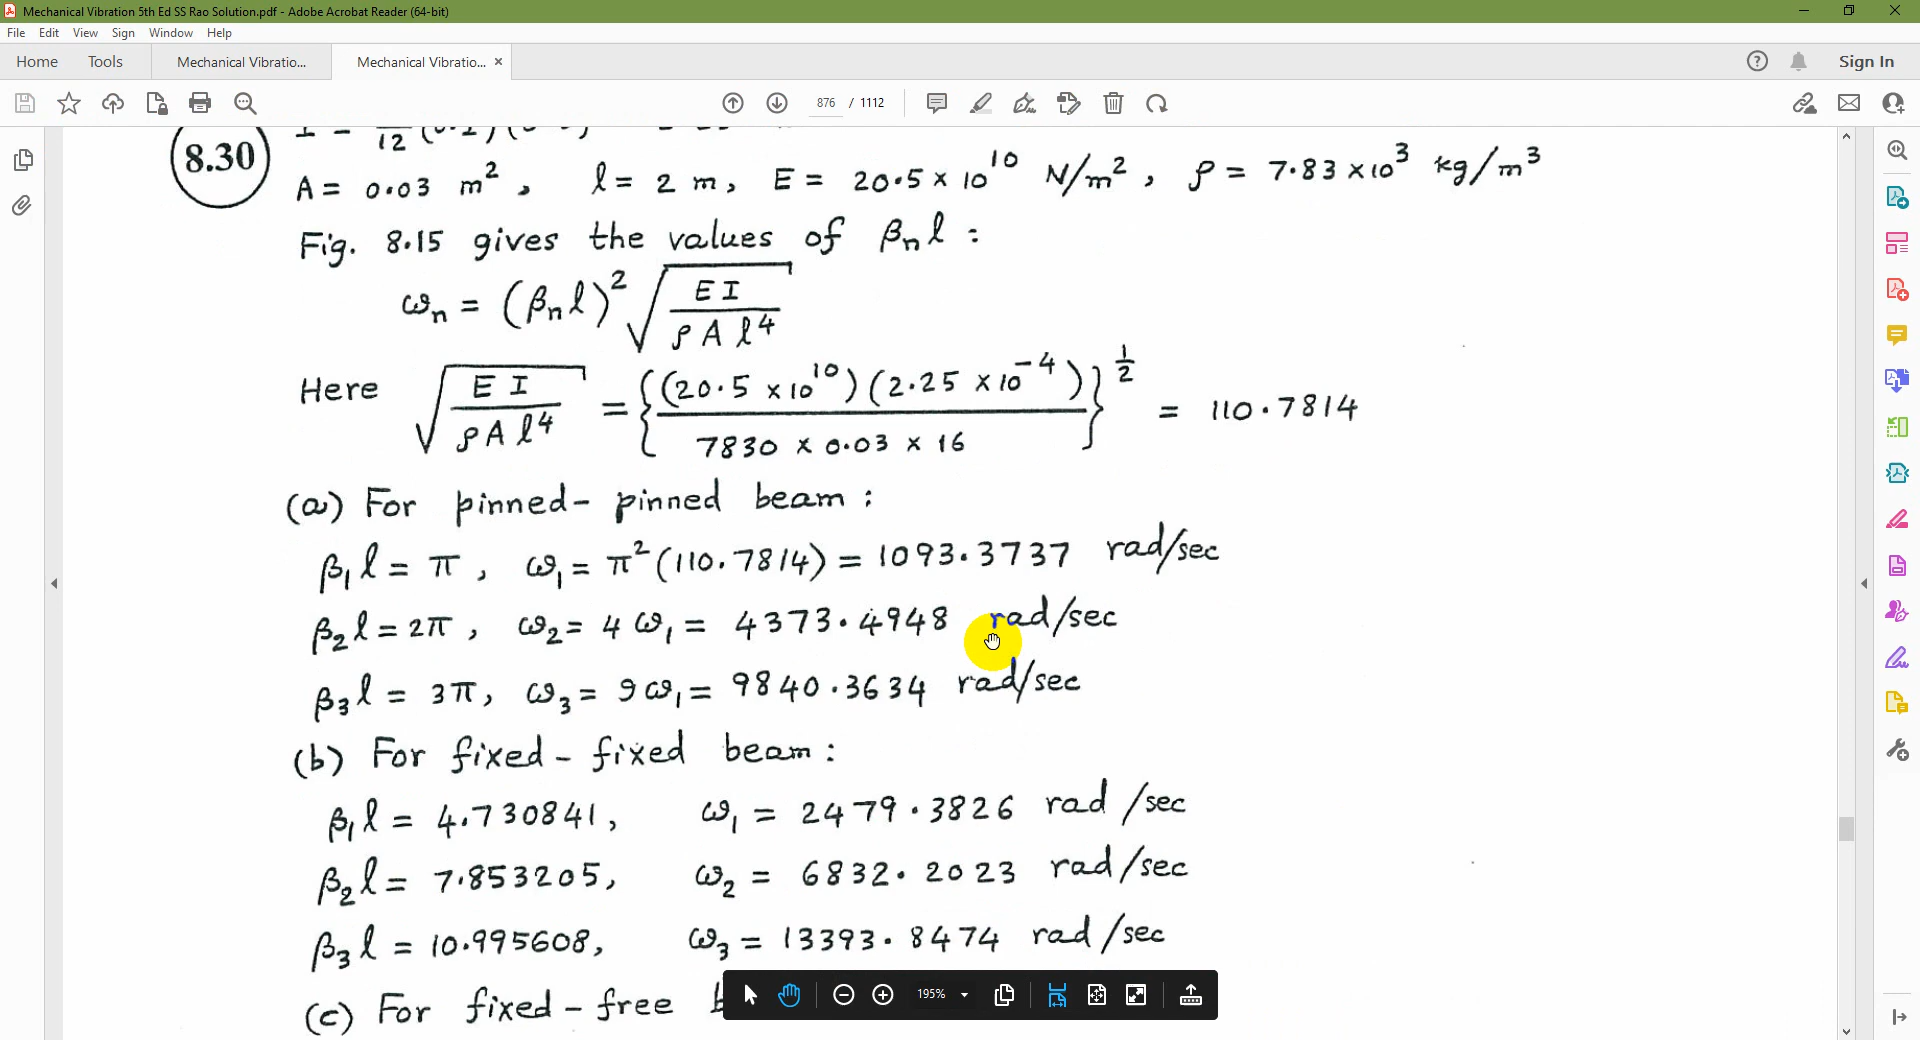 Mechanical Vibration 5th Ed SS Rao Solution.pdf - Adobe Acrobat Reader (64-bit)
File Edit View Sign Window Help
Home Tools Mechanical Vibratio... Mechanical Vibratio... × Sign In
876 / 1112
8.30
A = 0.03 m², l = 2 m, E = 20.5 × 10¹⁰ N/m², ρ = 7.83 × 10³ kg/m³
Fig. 8.15 gives the values of βₙl :
ωₙ = (βₙl)² √(EI / ρAl⁴)
Here √(EI / ρAl⁴) = {(20.5 × 10¹⁰)(2.25 × 10⁻⁴) / 7830 × 0.03 × 16}^½ = 110.7814
(a) For pinned-pinned beam :
β₁l = π, ω₁ = π²(110.7814) = 1093.3737 rad/sec
β₂l = 2π, ω₂ = 4ω₁ = 4373.4948 rad/sec
β₃l = 3π, ω₃ = 9ω₁ = 9840.3634 rad/sec
(b) For fixed-fixed beam :
β₁l = 4.730841, ω₁ = 2479.3826 rad/sec
β₂l = 7.853205, ω₂ = 6832.2023 rad/sec
β₃l = 10.995608, ω₃ = 13393.8474 rad/sec
(c) For fixed-free
195%